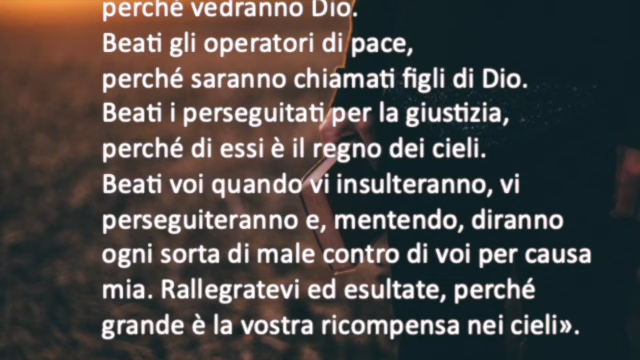 perché vedranno Dio.
Beati gli operatori di pace,
perché saranno chiamati figli di Dio.
Beati i perseguitati per la giustizia,
perché di essi è il regno dei cieli.
Beati voi quando vi insulteranno, vi
perseguiteranno e, mentendo, diranno
ogni sorta di male contro di voi per causa
mia. Rallegratevi ed esultate, perché
grande è la vostra ricompensa nei cieli».